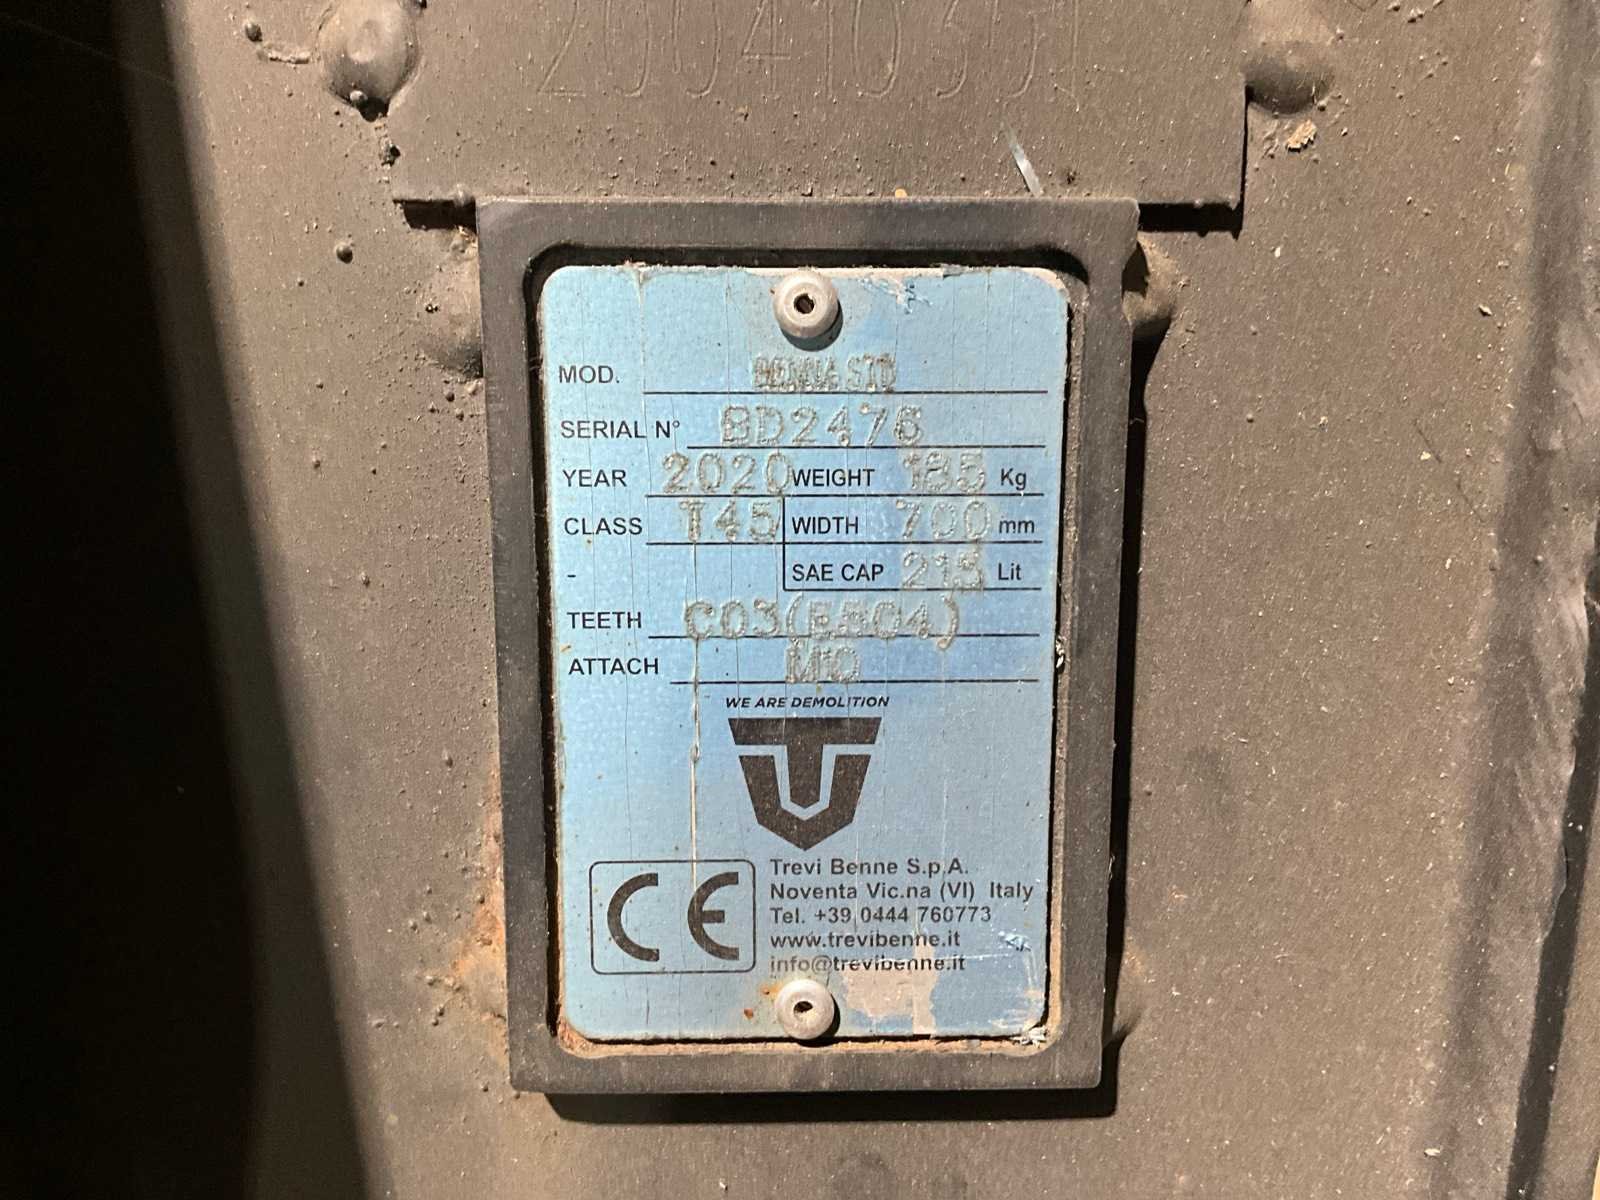 200410351
MOD. BENNA STD
SERIAL N° BD2476
YEAR 2020 WEIGHT 185 Kg
CLASS T45 WIDTH 700 mm
- SAE CAP 215 Lit
TEETH C03(E504)
ATTACH M10
WE ARE DEMOLITION
CE
Trevi Benne S.p.A.
Noventa Vic.na (VI) Italy
Tel. +39 0444 760773
www.trevibenne.it
info@trevibenne.it